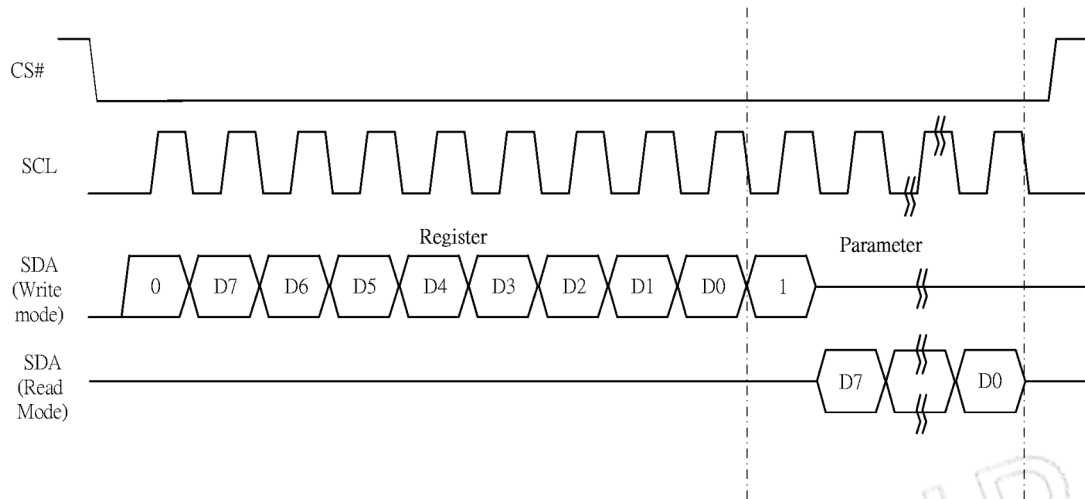 CS#
SCL
Register
Parameter
SDA
(Write
mode)
0 D7 D6 D5 D4 D3 D2 D1 D0 1
SDA
(Read
Mode)
D7 D0